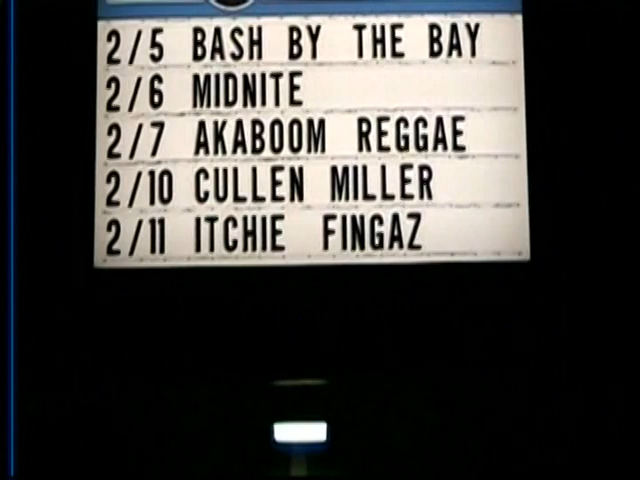 2/5 BASH BY THE BAY
2/6 MIDNITE
2/7 AKABOOM REGGAE
2/10 CULLEN MILLER
2/11 ITCHIE FINGAZ